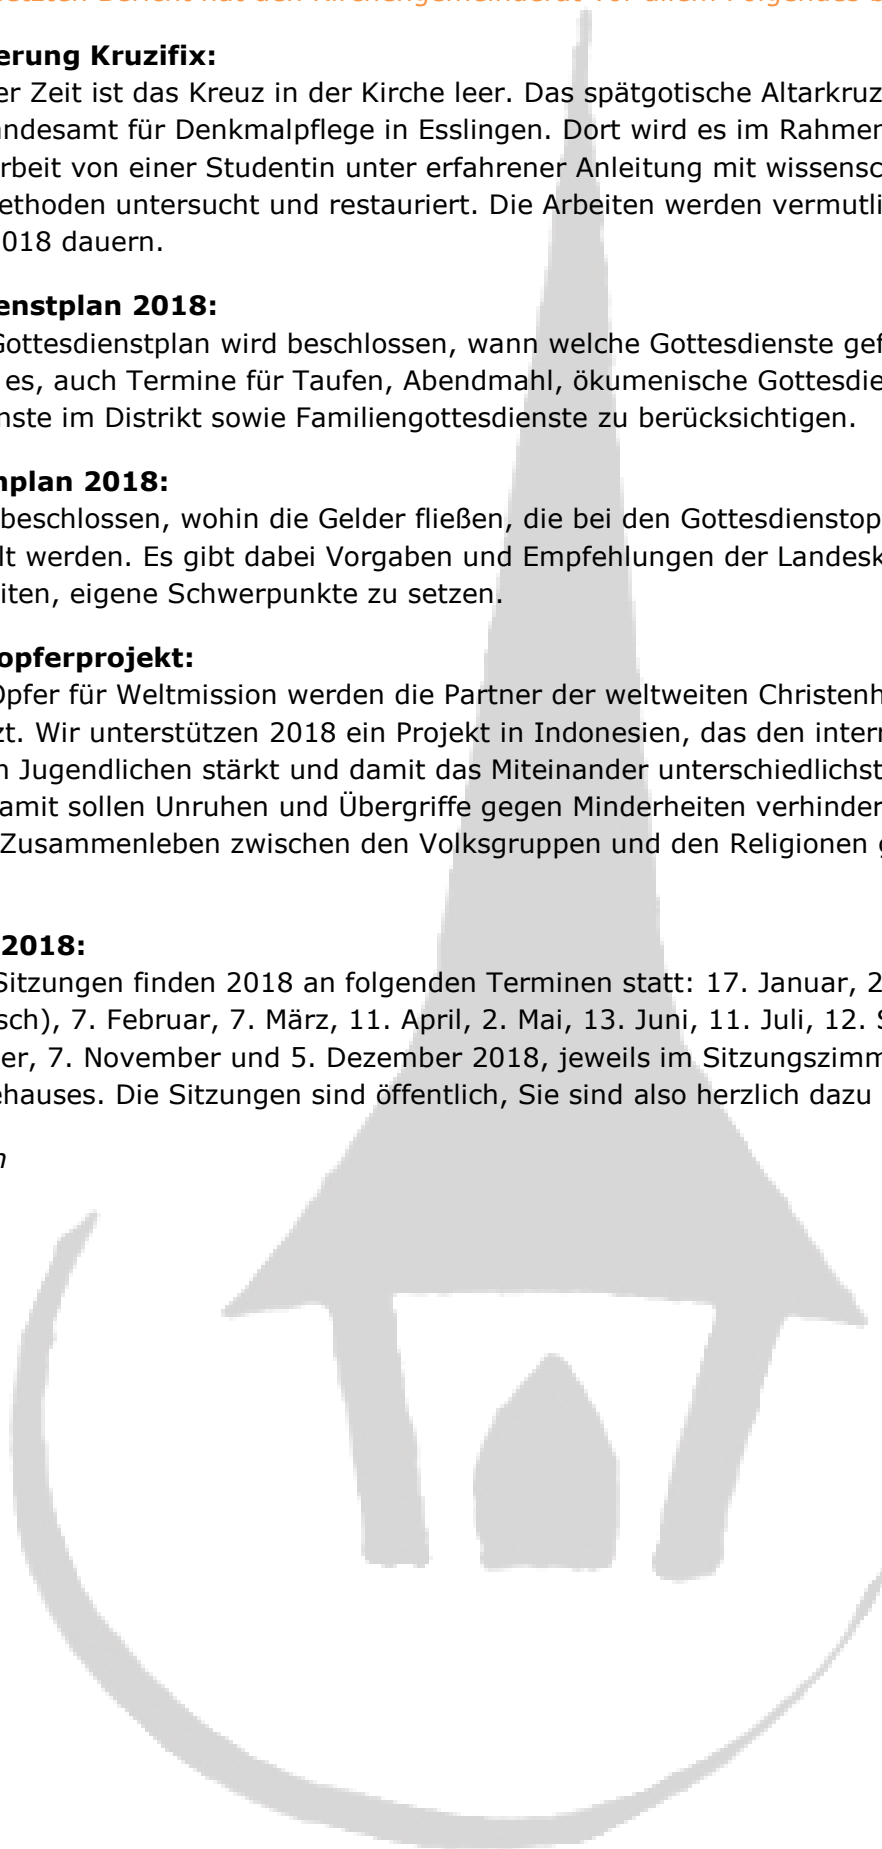 letzten Bericht hat der Kirchengemeinderat vor allem Folgendes b
erung Kruzifix:
er Zeit ist das Kreuz in der Kirche leer. Das spätgotische Altarkruz
andesamt für Denkmalpflege in Esslingen. Dort wird es im Rahmen
rbeit von einer Studentin unter erfahrener Anleitung mit wissensc
ethoden untersucht und restauriert. Die Arbeiten werden vermutli
018 dauern.
enstplan 2018:
Gottesdienstplan wird beschlossen, wann welche Gottesdienste gef
es, auch Termine für Taufen, Abendmahl, ökumenische Gottesdie
nste im Distrikt sowie Familiengottesdienste zu berücksichtigen.
nplan 2018:
beschlossen, wohin die Gelder fließen, die bei den Gottesdienstop
lt werden. Es gibt dabei Vorgaben und Empfehlungen der Landesk
iten, eigene Schwerpunkte zu setzen.
opferprojekt:
Opfer für Weltmission werden die Partner der weltweiten Christenh
zt. Wir unterstützen 2018 ein Projekt in Indonesien, das den interr
n Jugendlichen stärkt und damit das Miteinander unterschiedlichst
amit sollen Unruhen und Übergriffe gegen Minderheiten verhinder
Zusammenleben zwischen den Volksgruppen und den Religionen g
2018:
Sitzungen finden 2018 an folgenden Terminen statt: 17. Januar, 2
sch), 7. Februar, 7. März, 11. April, 2. Mai, 13. Juni, 11. Juli, 12. S
er, 7. November und 5. Dezember 2018, jeweils im Sitzungszimm
ehauses. Die Sitzungen sind öffentlich, Sie sind also herzlich dazu
n